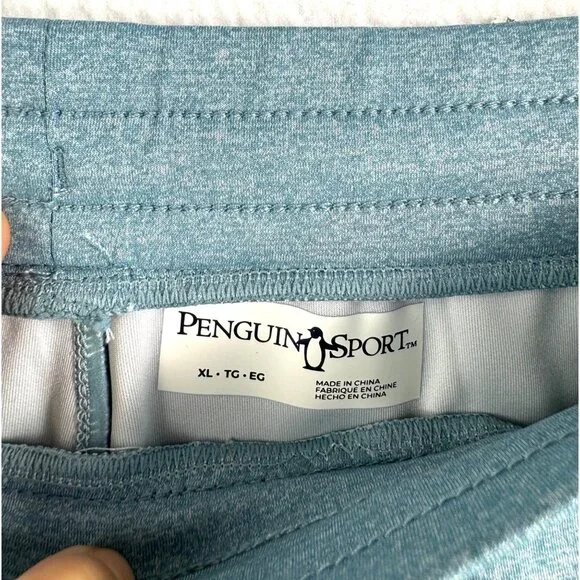 PENGUIN SPORT™
XL • TG • EG
MADE IN CHINA
FABRIQUÉ EN CHINE
HECHO EN CHINA